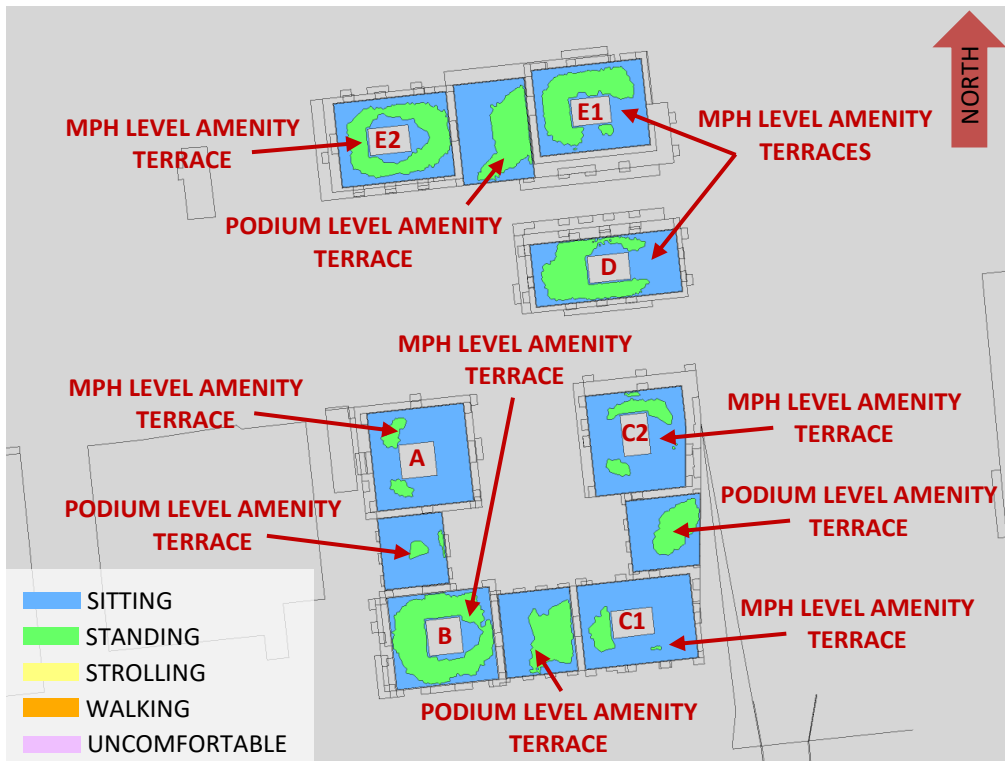 NORTH
MPH LEVEL AMENITY
TERRACE
E2
E1
MPH LEVEL AMENITY
TERRACES
PODIUM LEVEL AMENITY
TERRACE
D
MPH LEVEL AMENITY
TERRACE
MPH LEVEL AMENITY
TERRACE
A
C2
MPH LEVEL AMENITY
TERRACE
PODIUM LEVEL AMENITY
TERRACE
PODIUM LEVEL AMENITY
TERRACE
B
C1
MPH LEVEL AMENITY
TERRACE
PODIUM LEVEL AMENITY
TERRACE
SITTING
STANDING
STROLLING
WALKING
UNCOMFORTABLE